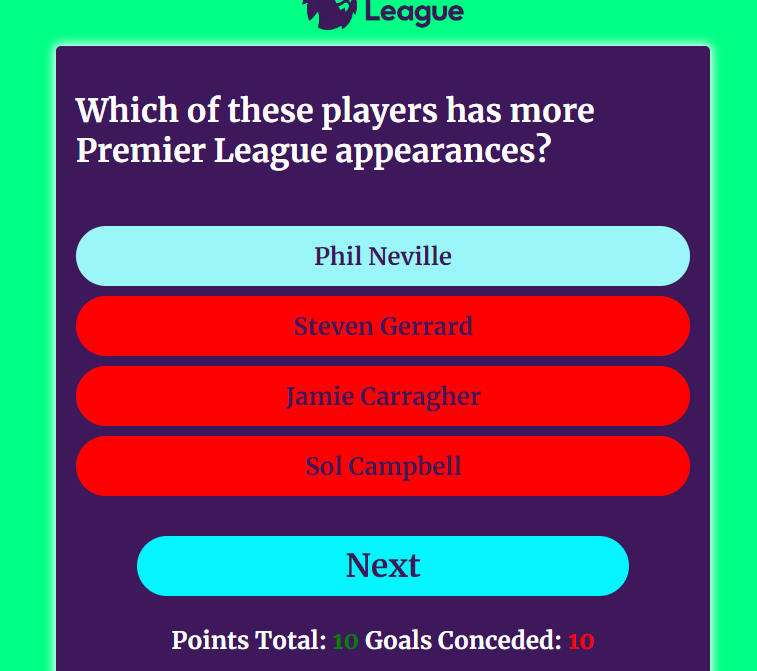 League
Which of these players has more
Premier League appearances?
Phil Neville
Steven Gerrard
Jamie Carragher
Sol Campbell
Next
Points Total: 10 Goals Conceded: 10